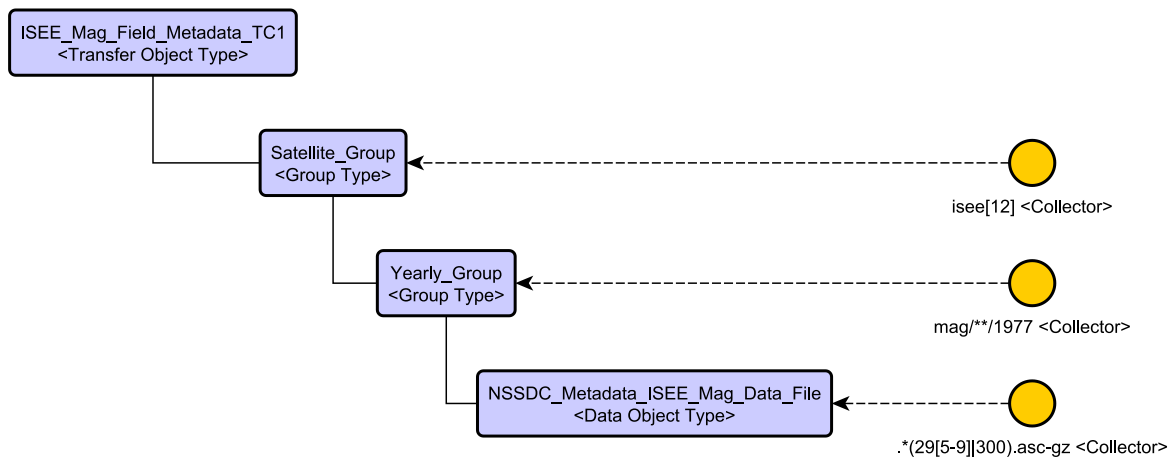 ISEE_Mag_Field_Metadata_TC1
<Transfer Object Type>
Satellite_Group
<Group Type>
isee[12] <Collector>
Yearly_Group
<Group Type>
mag/**/1977 <Collector>
NSSDC_Metadata_ISEE_Mag_Data_File
<Data Object Type>
.*(29[5-9]|300).asc-gz <Collector>